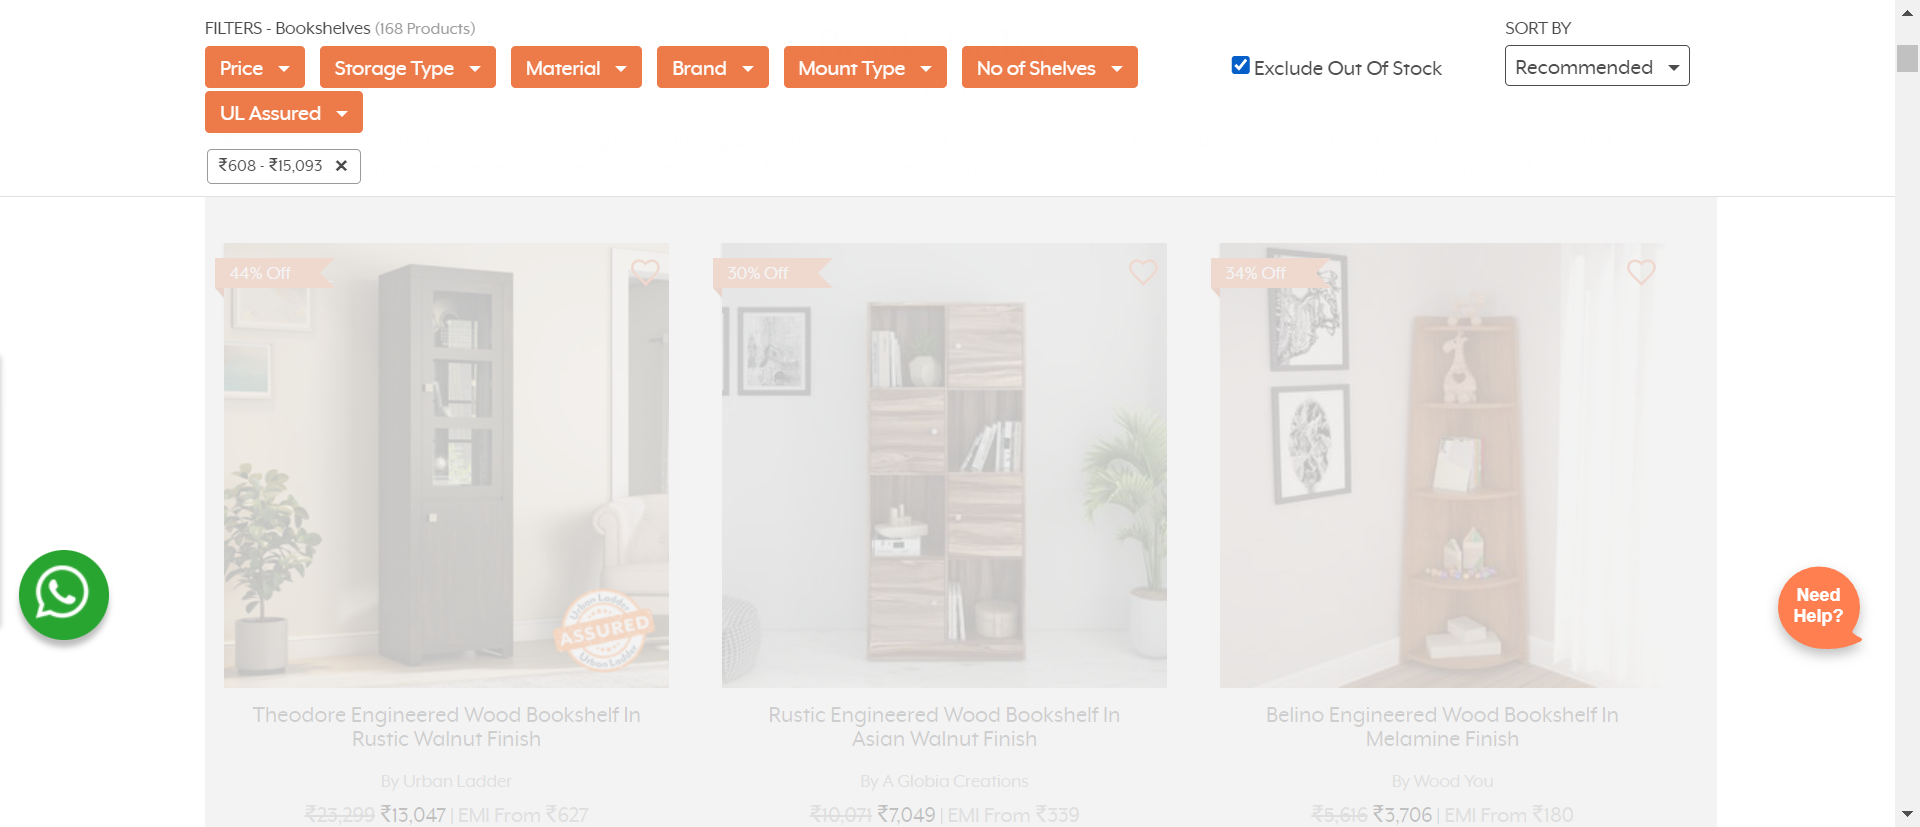 FILTERS - Bookshelves (168 Products)
SORT BY
Price
Storage Type
Material
Brand
Mount Type
No of Shelves
Exclude Out Of Stock
Recommended
UL Assured
₹608 - ₹15,093 ×
44% Off
30% Off
34% Off
Urban Ladder
ASSURED
Urban Ladder
Need
Help?
Theodore Engineered Wood Bookshelf In
Rustic Walnut Finish
By Urban Ladder
₹23,299 ₹13,047 | EMI From ₹627
Rustic Engineered Wood Bookshelf In
Asian Walnut Finish
By A Globia Creations
₹10,071 ₹7,049 | EMI From ₹339
Belino Engineered Wood Bookshelf In
Melamine Finish
By Wood You
₹5,616 ₹3,706 | EMI From ₹180